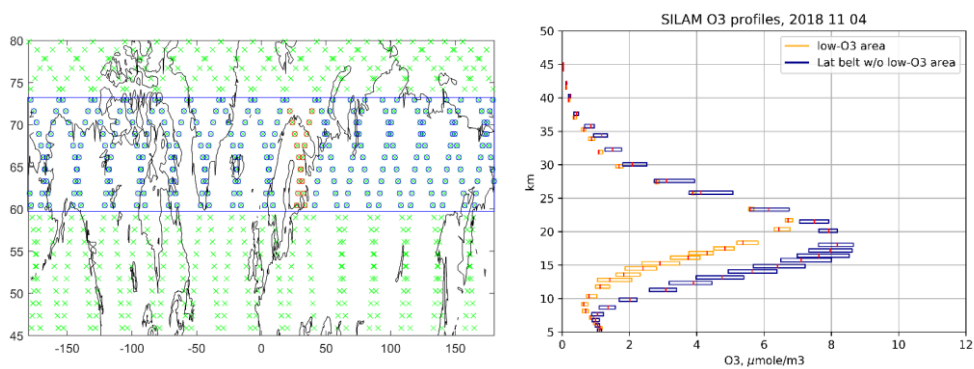 80
75
70
65
60
55
50
45
-150 -100 -50 0 50 100 150
SILAM O3 profiles, 2018 11 04
low-O3 area
Lat belt w/o low-O3 area
50
45
40
35
30
25
20
15
10
5
km
0 2 4 6 8 10 12
O3, μmole/m3